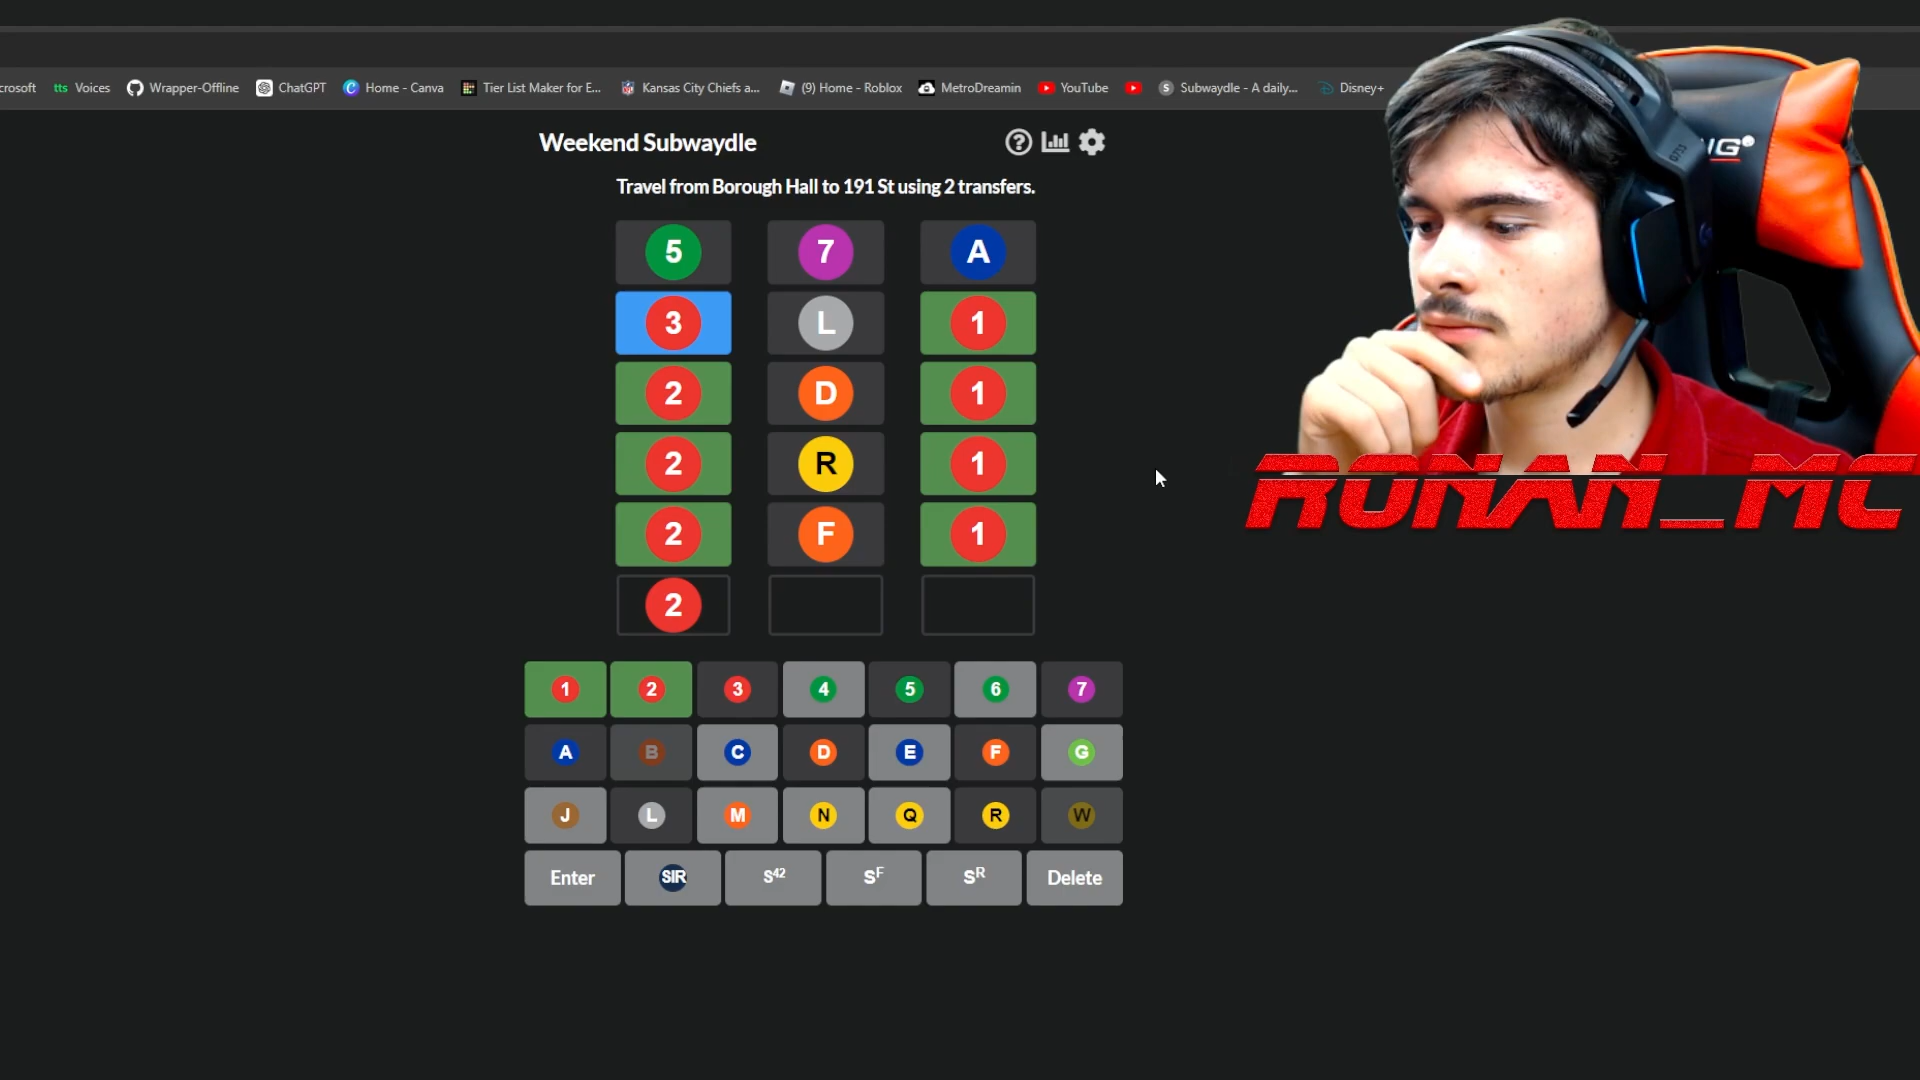 crosoft
tts Voices
Wrapper-Offline
ChatGPT
C Home - Canva
Tier List Maker for E...
Kansas City Chiefs a...
(9) Home - Roblox
MetroDreamin
YouTube
S Subwaydle - A daily...
Disney+
Weekend Subwaydle
?
Travel from Borough Hall to 191 St using 2 transfers.
5 7 A
3 L 1
2 D 1
2 R 1
2 F 1
2
1 2 3 4 5 6 7
A B C D E F G
J L M N Q R W
Enter SIR S42 SF SR Delete
RONAN_MC